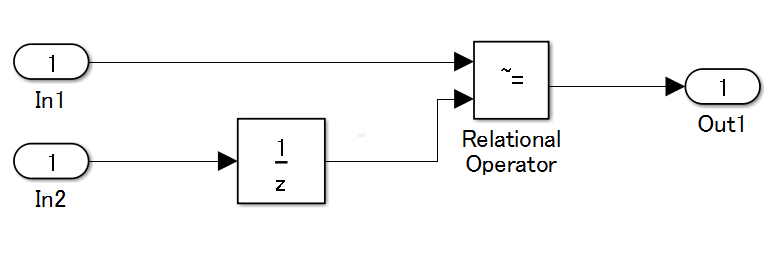 1
In1
~=
Relational
Operator
1
Out1
1
In2
1
z